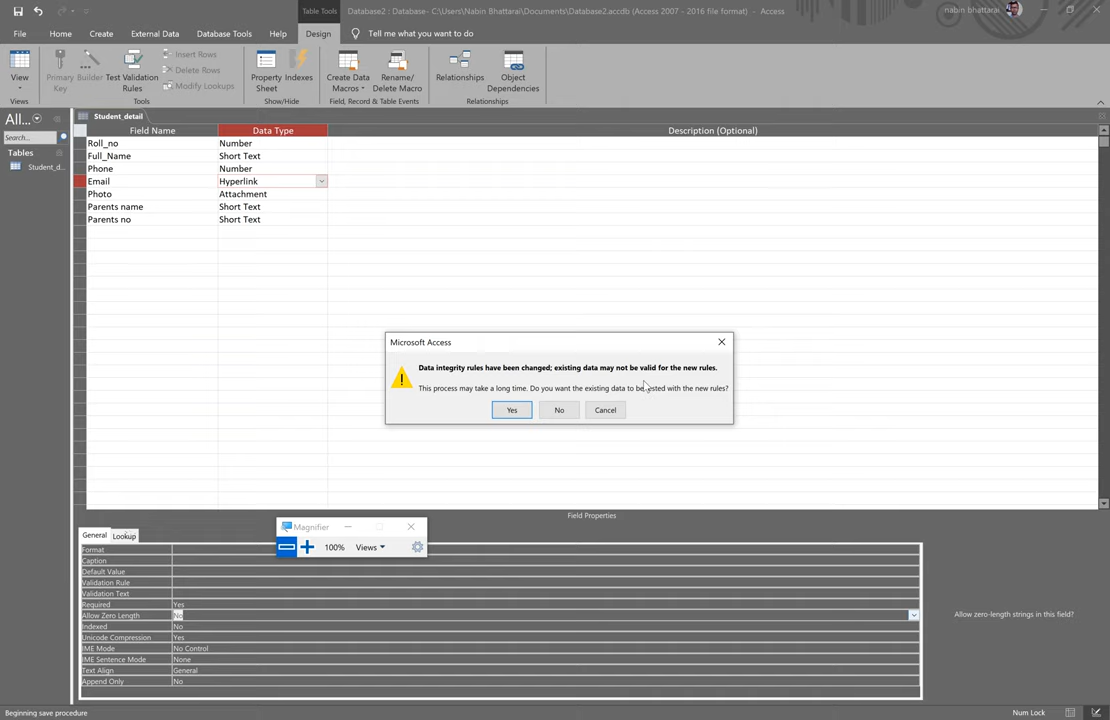 Table Tools
Database2 : Database- C:\Users\Nabin Bhattarai\Documents\Database2.accdb (Access 2007 - 2016 file format) - Access
nabin bhattarai
File Home Create External Data Database Tools Help Design Tell me what you want to do
View
Primary Key
Builder
Test Validation Rules
Insert Rows
Delete Rows
Modify Lookups
Property Sheet
Indexes
Create Data Macros
Rename/ Delete Macro
Relationships
Object Dependencies
Views Tools Show/Hide Field, Record & Table Events Relationships
All...
Search...
Tables
Student_d...
Student_detail
Field Name Data Type Description (Optional)
Roll_no Number
Full_Name Short Text
Phone Number
Email Hyperlink
Photo Attachment
Parents name Short Text
Parents no Short Text
Microsoft Access
Data integrity rules have been changed; existing data may not be valid for the new rules.
This process may take a long time. Do you want the existing data to be tested with the new rules?
Yes No Cancel
Field Properties
Magnifier
100% Views
General Lookup
Format
Caption
Default Value
Validation Rule
Validation Text
Required Yes
Allow Zero Length No
Indexed No
Unicode Compression Yes
IME Mode No Control
IME Sentence Mode None
Text Align General
Append Only No
Allow zero-length strings in this field?
Beginning save procedure
Num Lock